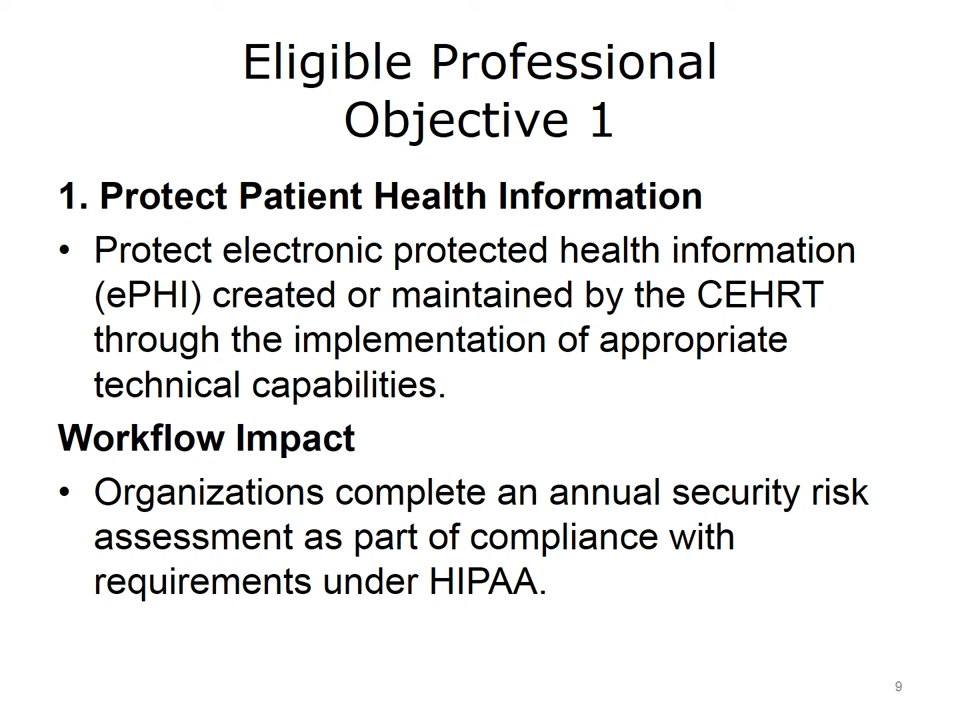 Eligible Professional
Objective 1
1. Protect Patient Health Information
• Protect electronic protected health information
(ePHI) created or maintained by the CEHRT
through the implementation of appropriate
technical capabilities.
Workflow Impact
• Organizations complete an annual security risk
assessment as part of compliance with
requirements under HIPAA.
9